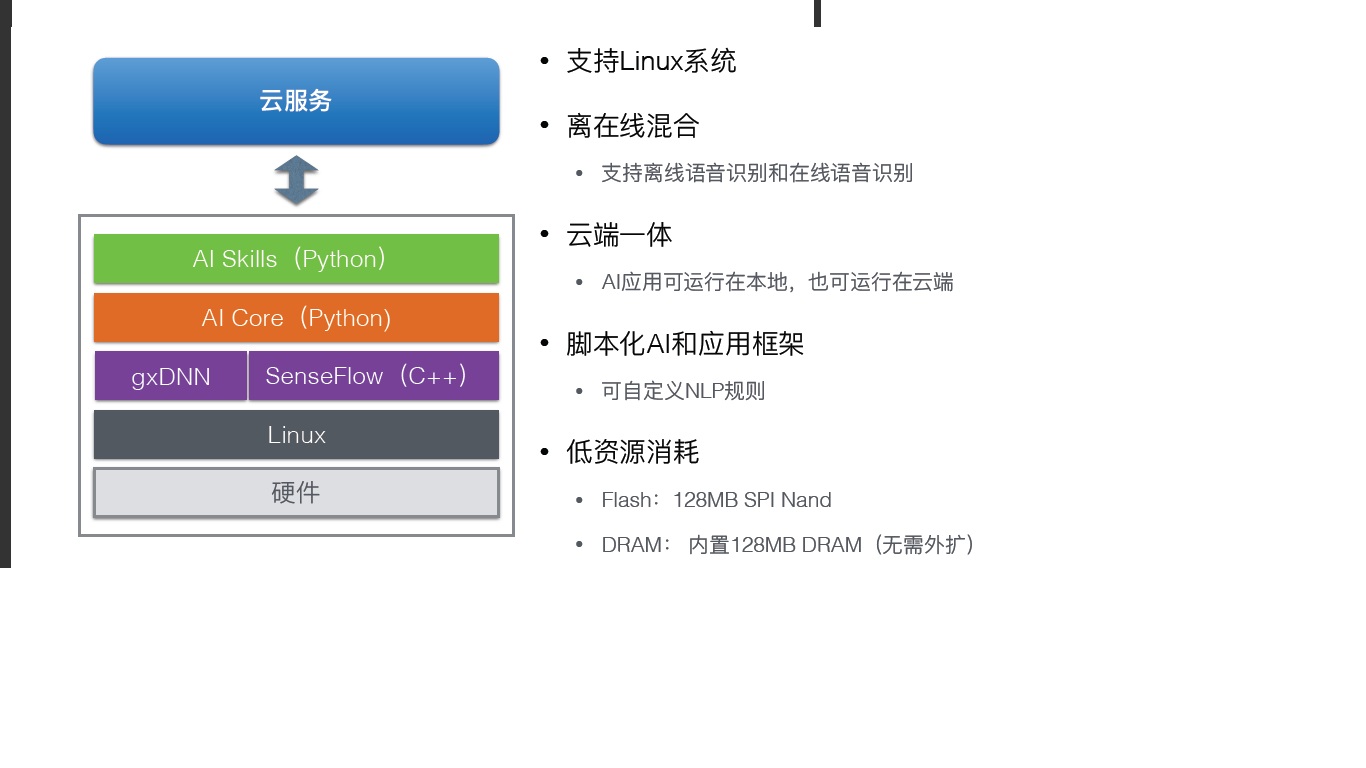 云服务
AI Skills（Python）
AI Core（Python)
gxDNN
SenseFlow（C++）
Linux
硬件
• 支持Linux系统
• 离在线混合
• 支持离线语音识别和在线语音识别
• 云端一体
• AI应用可运行在本地，也可运行在云端
• 脚本化AI和应用框架
• 可自定义NLP规则
• 低资源消耗
• Flash：128MB SPI Nand
• DRAM： 内置128MB DRAM（无需外扩）